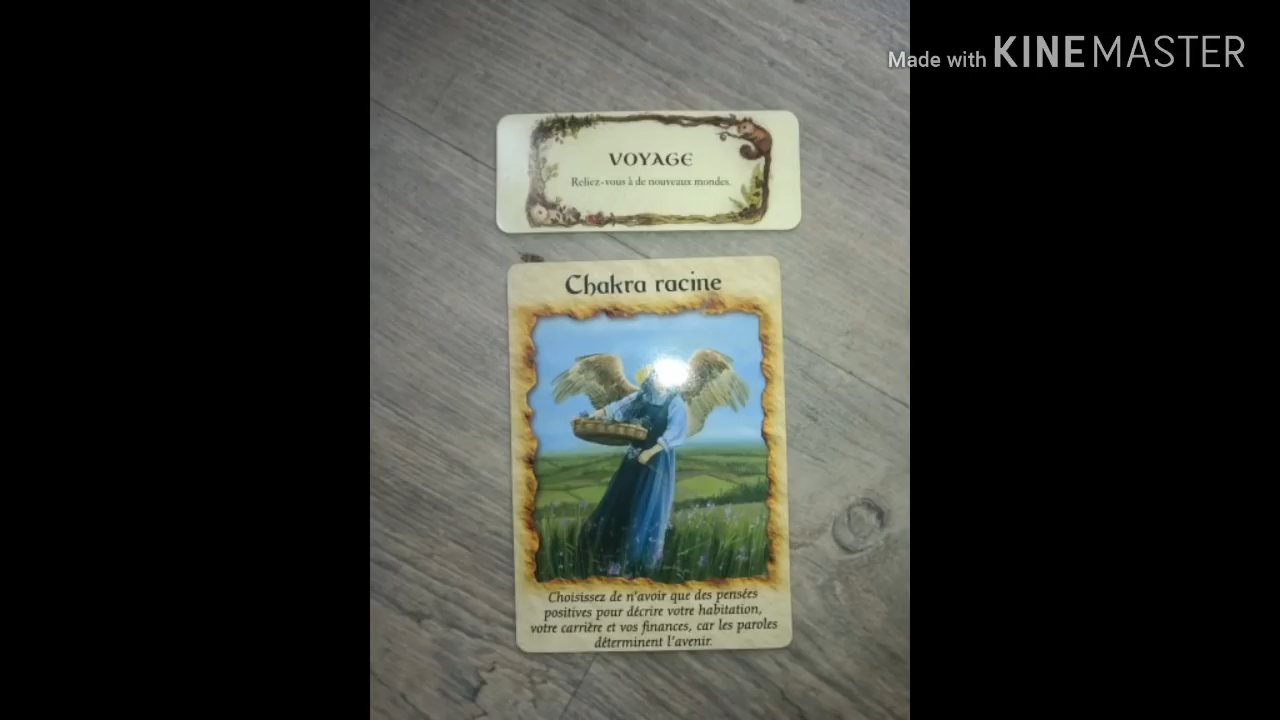 Made with KINEMASTER
VOYAGE
Reliez-vous à de nouveaux mondes.
Chakra racine
Choisissez de n'avoir que des pensées
positives pour décrire votre habitation,
votre carrière et vos finances, car les paroles
déterminent l'avenir.